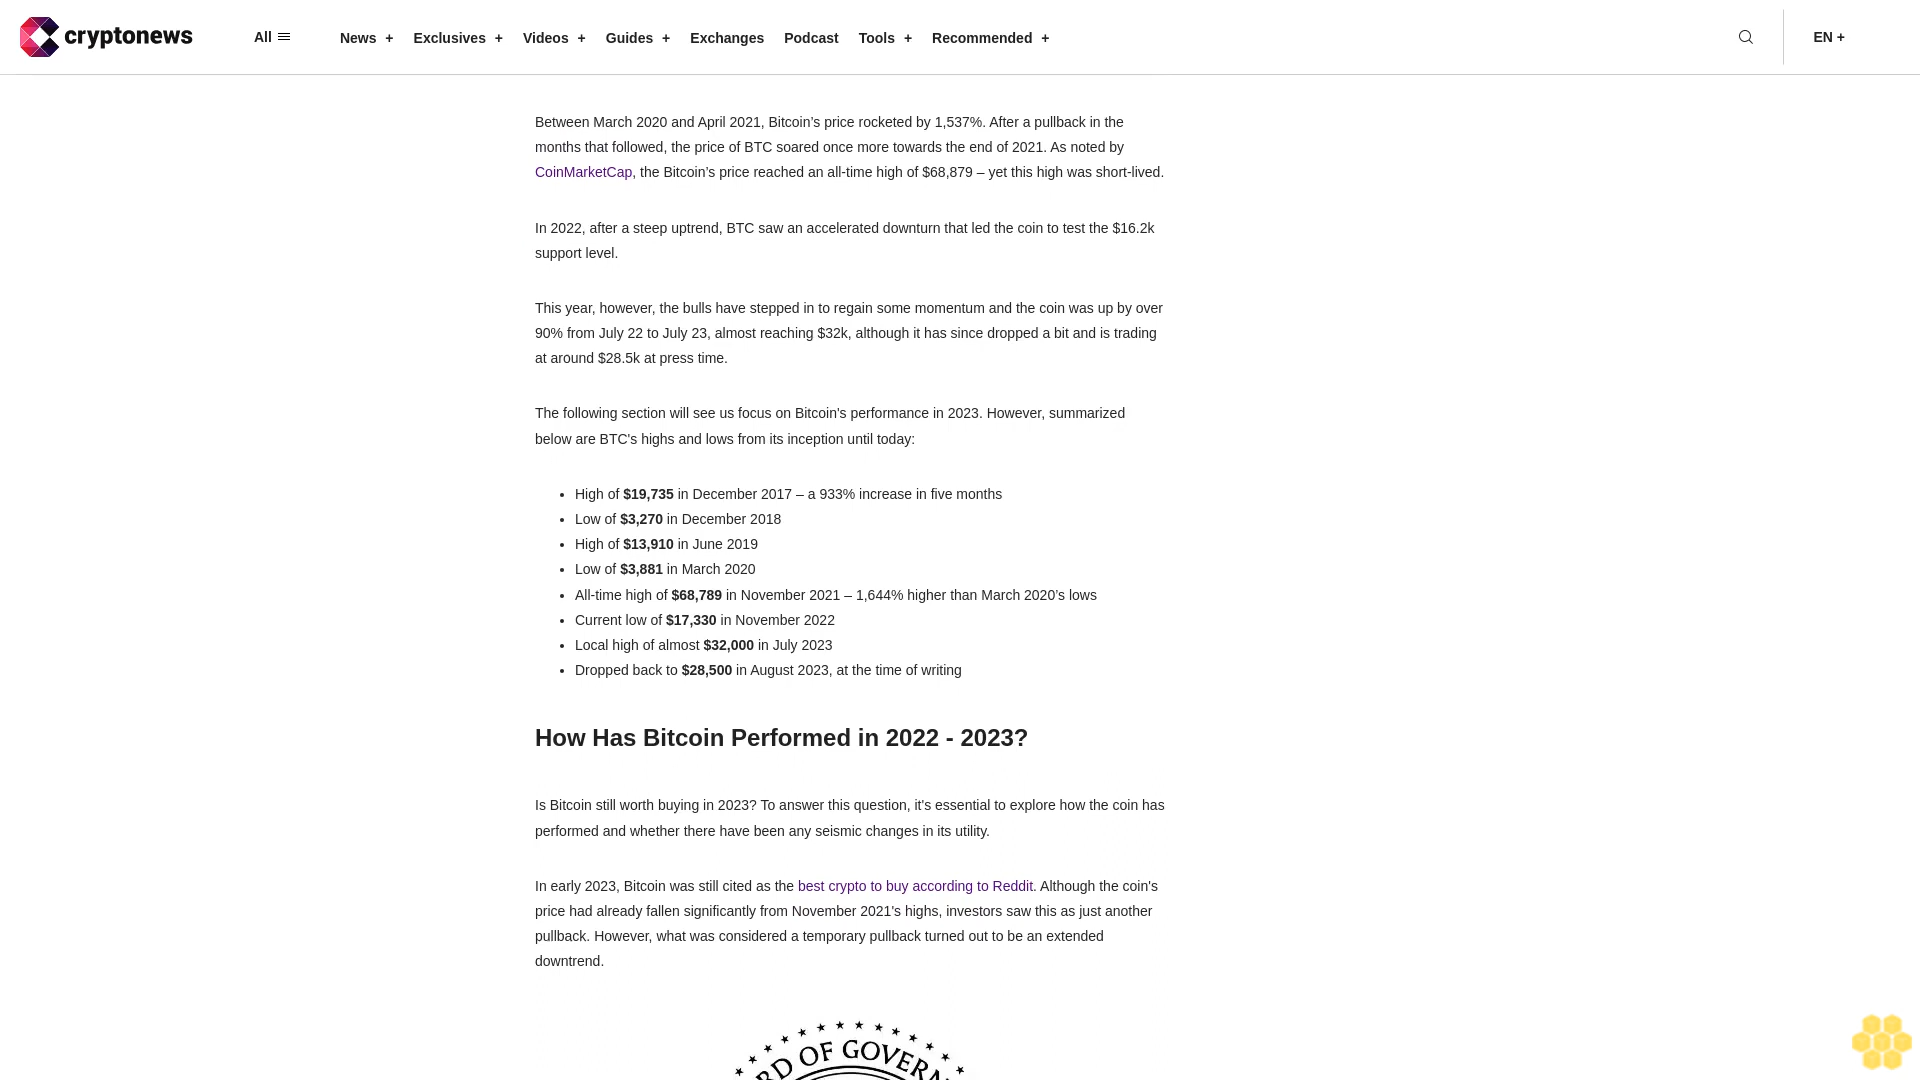 cryptonews
All
News +
Exclusives +
Videos +
Guides +
Exchanges
Podcast
Tools +
Recommended +
EN +
Between March 2020 and April 2021, Bitcoin’s price rocketed by 1,537%. After a pullback in the
months that followed, the price of BTC soared once more towards the end of 2021. As noted by
CoinMarketCap, the Bitcoin’s price reached an all-time high of $68,879 – yet this high was short-lived.
In 2022, after a steep uptrend, BTC saw an accelerated downturn that led the coin to test the $16.2k
support level.
This year, however, the bulls have stepped in to regain some momentum and the coin was up by over
90% from July 22 to July 23, almost reaching $32k, although it has since dropped a bit and is trading
at around $28.5k at press time.
The following section will see us focus on Bitcoin's performance in 2023. However, summarized
below are BTC's highs and lows from its inception until today:
• High of $19,735 in December 2017 – a 933% increase in five months
• Low of $3,270 in December 2018
• High of $13,910 in June 2019
• Low of $3,881 in March 2020
• All-time high of $68,789 in November 2021 – 1,644% higher than March 2020’s lows
• Current low of $17,330 in November 2022
• Local high of almost $32,000 in July 2023
• Dropped back to $28,500 in August 2023, at the time of writing
How Has Bitcoin Performed in 2022 - 2023?
Is Bitcoin still worth buying in 2023? To answer this question, it's essential to explore how the coin has
performed and whether there have been any seismic changes in its utility.
In early 2023, Bitcoin was still cited as the best crypto to buy according to Reddit. Although the coin's
price had already fallen significantly from November 2021's highs, investors saw this as just another
pullback. However, what was considered a temporary pullback turned out to be an extended
downtrend.
OF